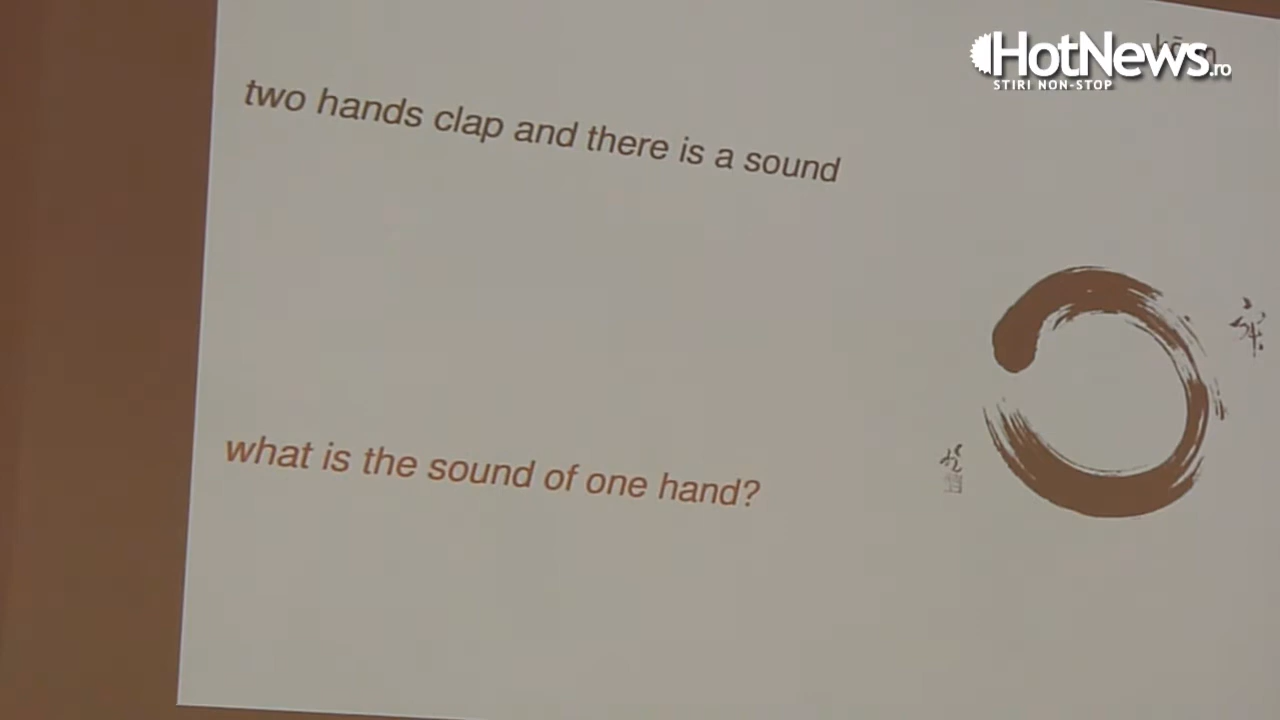 HotNews.ro
STIRI NON-STOP
two hands clap and there is a sound
what is the sound of one hand?